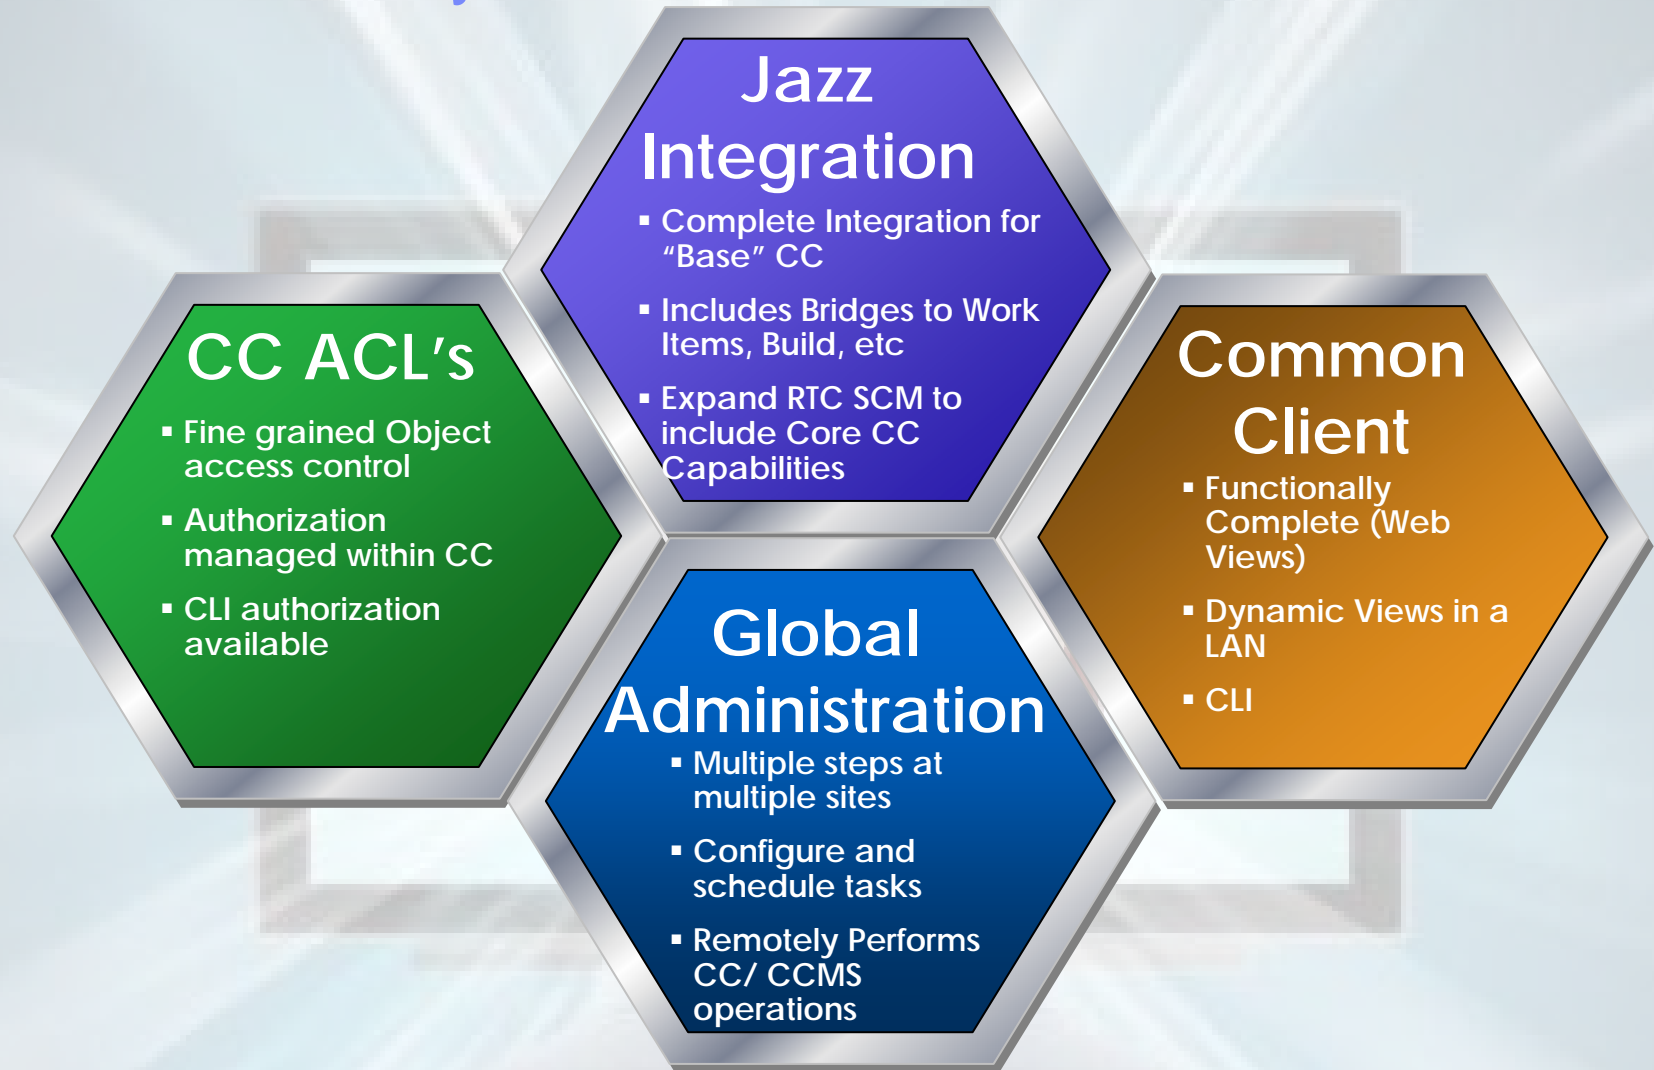 Jazz
Integration
▪ Complete Integration for
“Base” CC
▪ Includes Bridges to Work
Items, Build, etc
▪ Expand RTC SCM to
include Core CC
Capabilities
CC ACL’s
▪ Fine grained Object
access control
▪ Authorization
managed within CC
▪ CLI authorization
available
Common
Client
▪ Functionally
Complete (Web
Views)
▪ Dynamic Views in a
LAN
▪ CLI
Global
Administration
▪ Multiple steps at
multiple sites
▪ Configure and
schedule tasks
▪ Remotely Performs
CC/ CCMS
operations